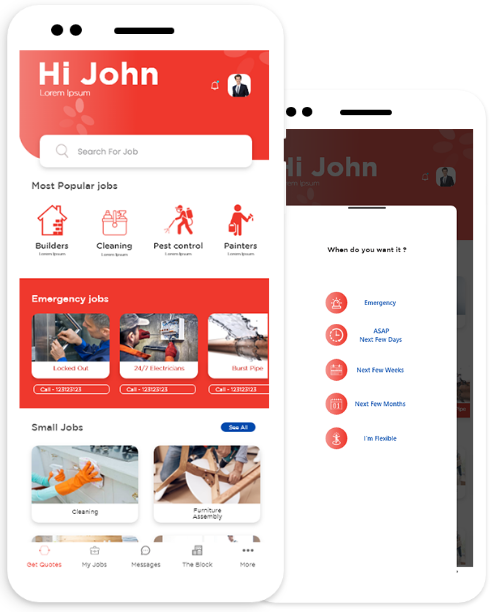 Hi John
Lorem Ipsum
Search For Job
Most Popular jobs
Builders
Lorem Ipsum
Cleaning
Lorem Ipsum
Pest control
Lorem Ipsum
Painters
Lorem Ipsum
Emergency jobs
Locked Out
24/7 Electricians
Burst Pipe
Call - 123123123
Call - 123123123
Call - 123123123
Small Jobs
See All
Cleaning
Furniture
Assembly
Get Quotes
My Jobs
Messages
The Block
More
Hi John
When do you want it ?
Emergency
ASAP
Next Few Days
Next Few Weeks
Next Few Months
I'm Flexible